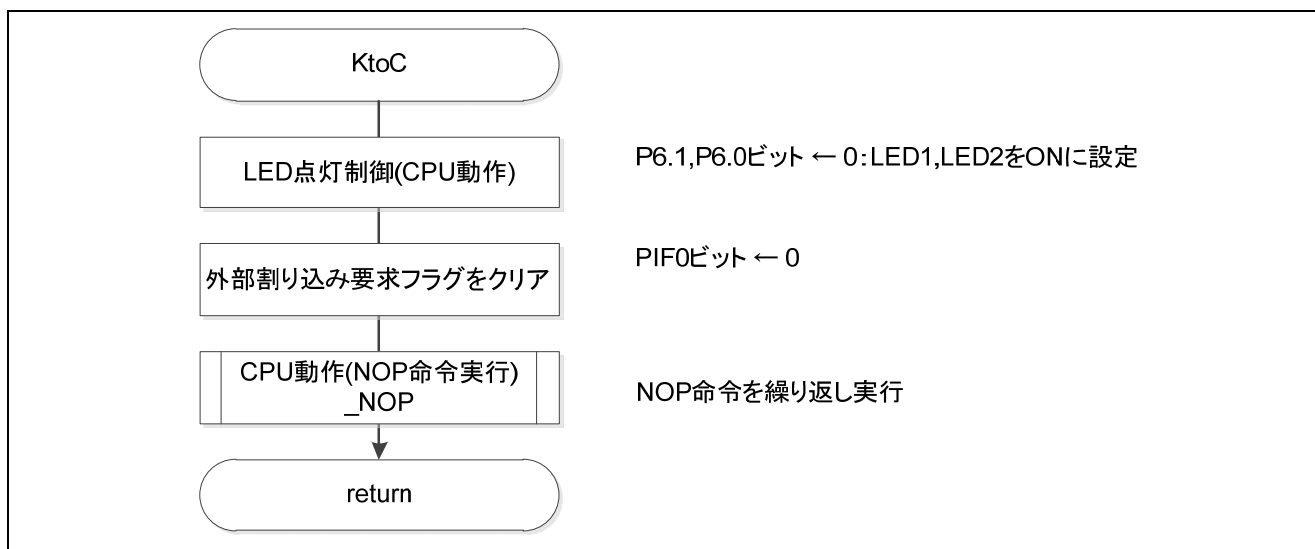 KtoC
LED点灯制御(CPU動作)
P6.1,P6.0ビット ← 0:LED1,LED2をONに設定
外部割り込み要求フラグをクリア
PIF0ビット ← 0
CPU動作(NOP命令実行)
_NOP
NOP命令を繰り返し実行
return